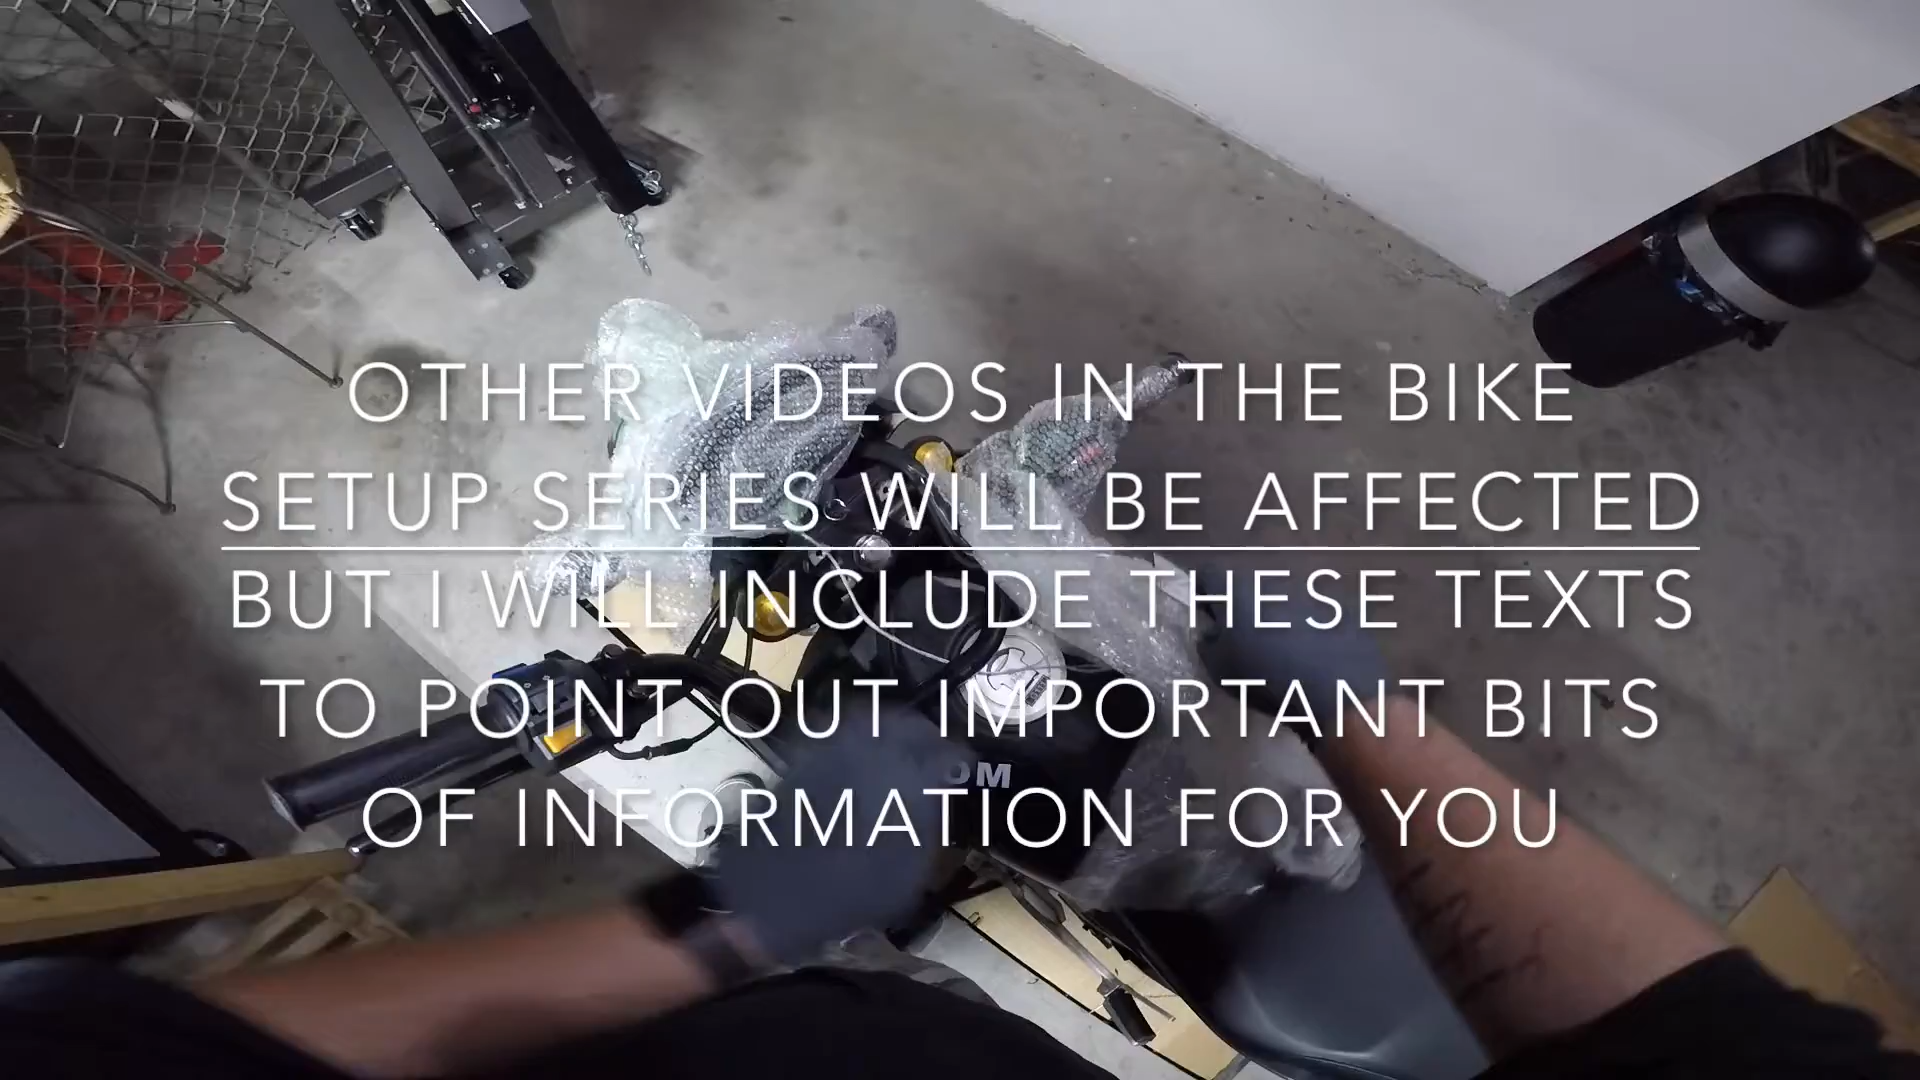 OTHER VIDEOS IN THE BIKE
SETUP SERIES WILL BE AFFECTED
BUT I WILL INCLUDE THESE TEXTS
TO POINT OUT IMPORTANT BITS
OM
OF INFORMATION FOR YOU